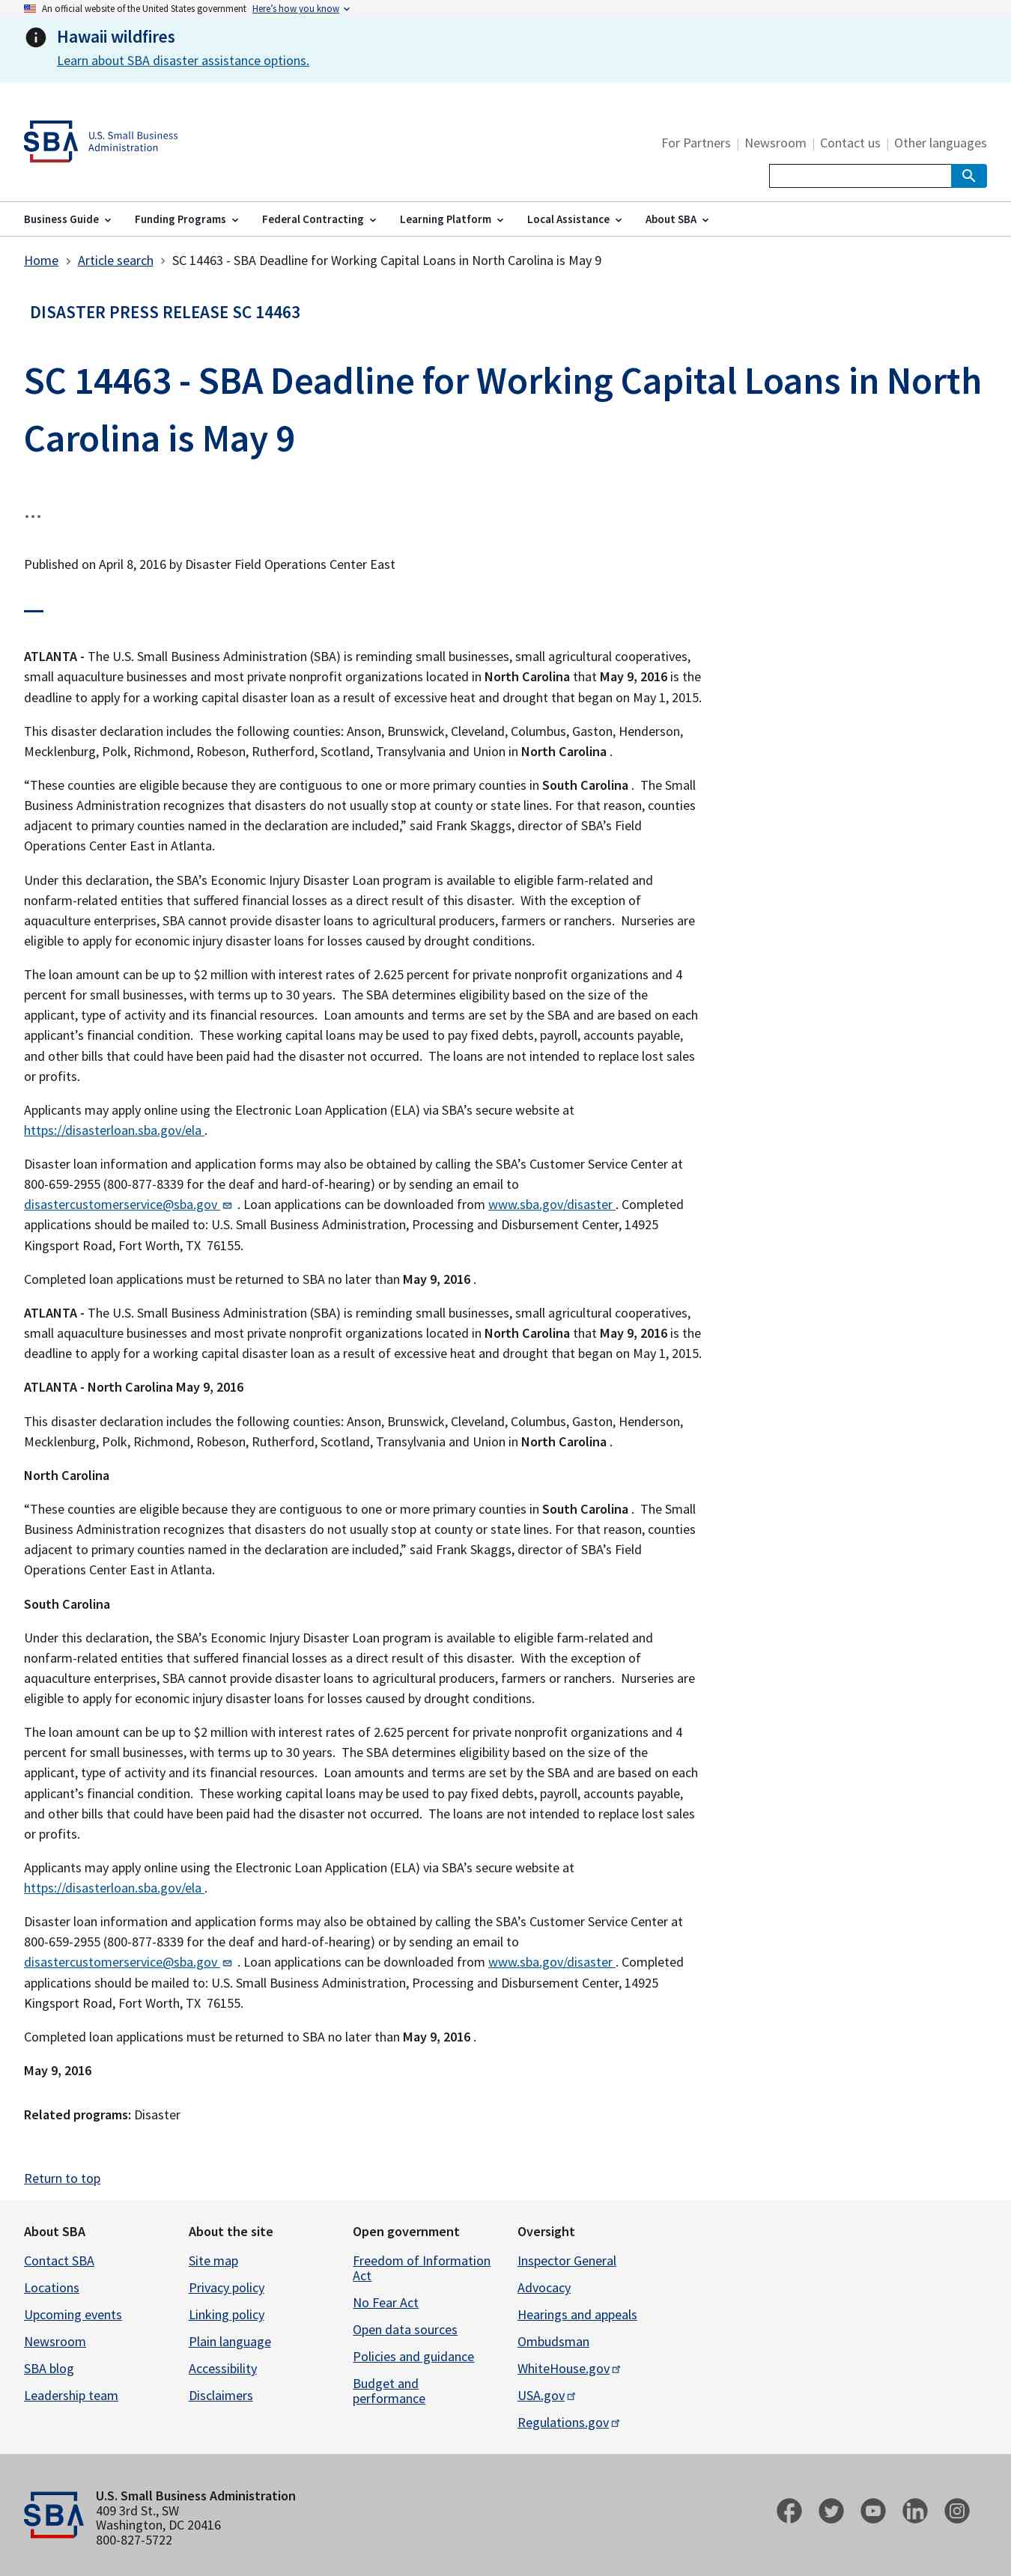 An official website of the United States government Here’s how you know
Hawaii wildfires
Learn about SBA disaster assistance options.
SBA U.S. Small Business
Administration
For Partners | Newsroom | Contact us | Other languages
Business Guide Funding Programs Federal Contracting Learning Platform Local Assistance About SBA
Home Article search SC 14463 - SBA Deadline for Working Capital Loans in North Carolina is May 9
DISASTER PRESS RELEASE SC 14463
SC 14463 - SBA Deadline for Working Capital Loans in North
Carolina is May 9
...
Published on April 8, 2016 by Disaster Field Operations Center East
ATLANTA - The U.S. Small Business Administration (SBA) is reminding small businesses, small agricultural cooperatives,
small aquaculture businesses and most private nonprofit organizations located in North Carolina that May 9, 2016 is the
deadline to apply for a working capital disaster loan as a result of excessive heat and drought that began on May 1, 2015.
This disaster declaration includes the following counties: Anson, Brunswick, Cleveland, Columbus, Gaston, Henderson,
Mecklenburg, Polk, Richmond, Robeson, Rutherford, Scotland, Transylvania and Union in North Carolina .
“These counties are eligible because they are contiguous to one or more primary counties in South Carolina .  The Small
Business Administration recognizes that disasters do not usually stop at county or state lines. For that reason, counties
adjacent to primary counties named in the declaration are included,” said Frank Skaggs, director of SBA’s Field
Operations Center East in Atlanta.
Under this declaration, the SBA’s Economic Injury Disaster Loan program is available to eligible farm-related and
nonfarm-related entities that suffered financial losses as a direct result of this disaster.  With the exception of
aquaculture enterprises, SBA cannot provide disaster loans to agricultural producers, farmers or ranchers.  Nurseries are
eligible to apply for economic injury disaster loans for losses caused by drought conditions.
The loan amount can be up to $2 million with interest rates of 2.625 percent for private nonprofit organizations and 4
percent for small businesses, with terms up to 30 years.  The SBA determines eligibility based on the size of the
applicant, type of activity and its financial resources.  Loan amounts and terms are set by the SBA and are based on each
applicant’s financial condition.  These working capital loans may be used to pay fixed debts, payroll, accounts payable,
and other bills that could have been paid had the disaster not occurred.  The loans are not intended to replace lost sales
or profits.
Applicants may apply online using the Electronic Loan Application (ELA) via SBA’s secure website at
https://disasterloan.sba.gov/ela .
Disaster loan information and application forms may also be obtained by calling the SBA’s Customer Service Center at
800-659-2955 (800-877-8339 for the deaf and hard-of-hearing) or by sending an email to
disastercustomerservice@sba.gov . Loan applications can be downloaded from www.sba.gov/disaster . Completed
applications should be mailed to: U.S. Small Business Administration, Processing and Disbursement Center, 14925
Kingsport Road, Fort Worth, TX  76155.
Completed loan applications must be returned to SBA no later than May 9, 2016 .
ATLANTA - The U.S. Small Business Administration (SBA) is reminding small businesses, small agricultural cooperatives,
small aquaculture businesses and most private nonprofit organizations located in North Carolina that May 9, 2016 is the
deadline to apply for a working capital disaster loan as a result of excessive heat and drought that began on May 1, 2015.
ATLANTA - North Carolina May 9, 2016
This disaster declaration includes the following counties: Anson, Brunswick, Cleveland, Columbus, Gaston, Henderson,
Mecklenburg, Polk, Richmond, Robeson, Rutherford, Scotland, Transylvania and Union in North Carolina .
North Carolina
“These counties are eligible because they are contiguous to one or more primary counties in South Carolina .  The Small
Business Administration recognizes that disasters do not usually stop at county or state lines. For that reason, counties
adjacent to primary counties named in the declaration are included,” said Frank Skaggs, director of SBA’s Field
Operations Center East in Atlanta.
South Carolina
Under this declaration, the SBA’s Economic Injury Disaster Loan program is available to eligible farm-related and
nonfarm-related entities that suffered financial losses as a direct result of this disaster.  With the exception of
aquaculture enterprises, SBA cannot provide disaster loans to agricultural producers, farmers or ranchers.  Nurseries are
eligible to apply for economic injury disaster loans for losses caused by drought conditions.
The loan amount can be up to $2 million with interest rates of 2.625 percent for private nonprofit organizations and 4
percent for small businesses, with terms up to 30 years.  The SBA determines eligibility based on the size of the
applicant, type of activity and its financial resources.  Loan amounts and terms are set by the SBA and are based on each
applicant’s financial condition.  These working capital loans may be used to pay fixed debts, payroll, accounts payable,
and other bills that could have been paid had the disaster not occurred.  The loans are not intended to replace lost sales
or profits.
Applicants may apply online using the Electronic Loan Application (ELA) via SBA’s secure website at
https://disasterloan.sba.gov/ela .
Disaster loan information and application forms may also be obtained by calling the SBA’s Customer Service Center at
800-659-2955 (800-877-8339 for the deaf and hard-of-hearing) or by sending an email to
disastercustomerservice@sba.gov . Loan applications can be downloaded from www.sba.gov/disaster . Completed
applications should be mailed to: U.S. Small Business Administration, Processing and Disbursement Center, 14925
Kingsport Road, Fort Worth, TX  76155.
Completed loan applications must be returned to SBA no later than May 9, 2016 .
May 9, 2016
Related programs: Disaster
Return to top
About SBA
Contact SBA
Locations
Upcoming events
Newsroom
SBA blog
Leadership team
About the site
Site map
Privacy policy
Linking policy
Plain language
Accessibility
Disclaimers
Open government
Freedom of Information
Act
No Fear Act
Open data sources
Policies and guidance
Budget and
performance
Oversight
Inspector General
Advocacy
Hearings and appeals
Ombudsman
WhiteHouse.gov
USA.gov
Regulations.gov
SBA
U.S. Small Business Administration
409 3rd St., SW
Washington, DC 20416
800-827-5722